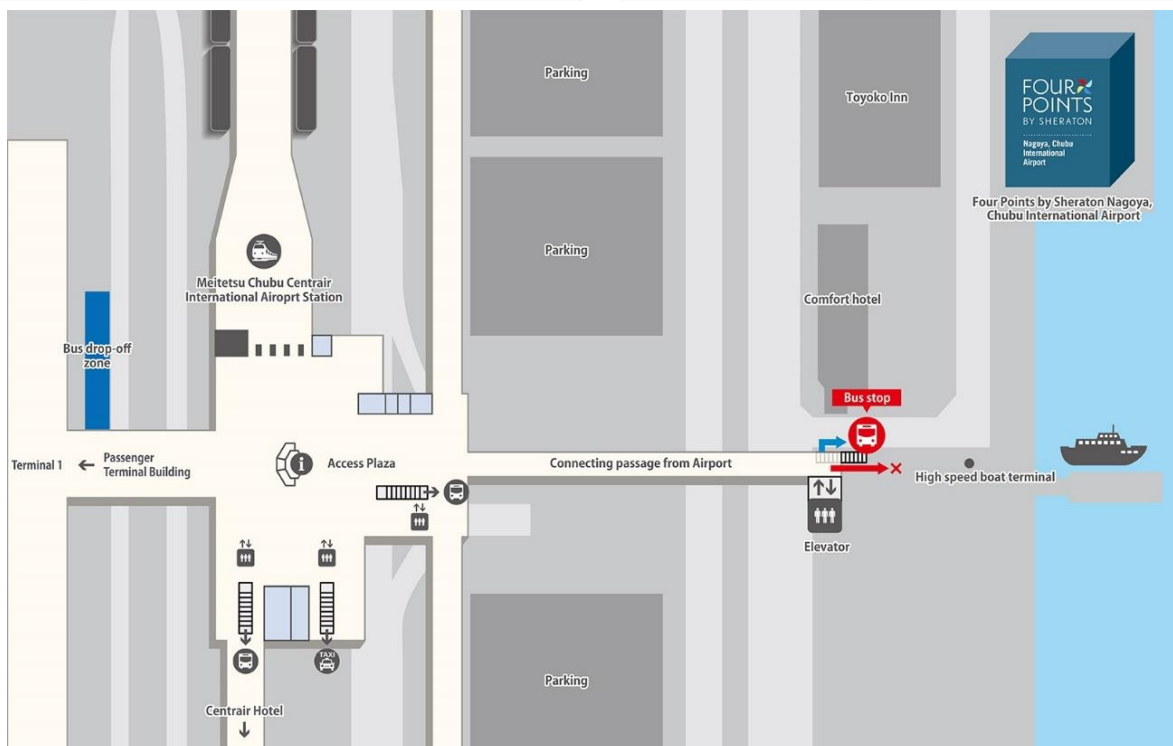 Parking
Toyoko Inn
FOUR
POINTS
BY SHERATON
Nagoya, Chubu
International
Airport
Four Points by Sheraton Nagoya,
Chubu International Airport
Parking
Meitetsu Chubu Centrair
International Airoprt Station
Comfort hotel
Bus drop-off
zone
Bus stop
Terminal 1
Passenger
Terminal Building
i
Access Plaza
Connecting passage from Airport
High speed boat terminal
Elevator
TAXI
Parking
Centrair Hotel